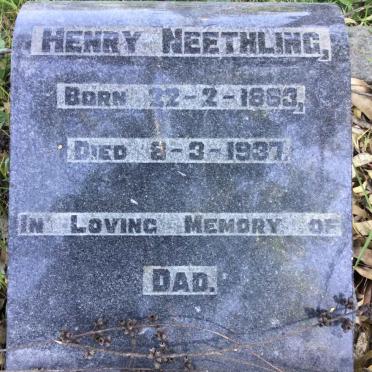 Henry Neethling,
Born 22-2-1863,
Died 8-3-1937.
In Loving Memory of
Dad.